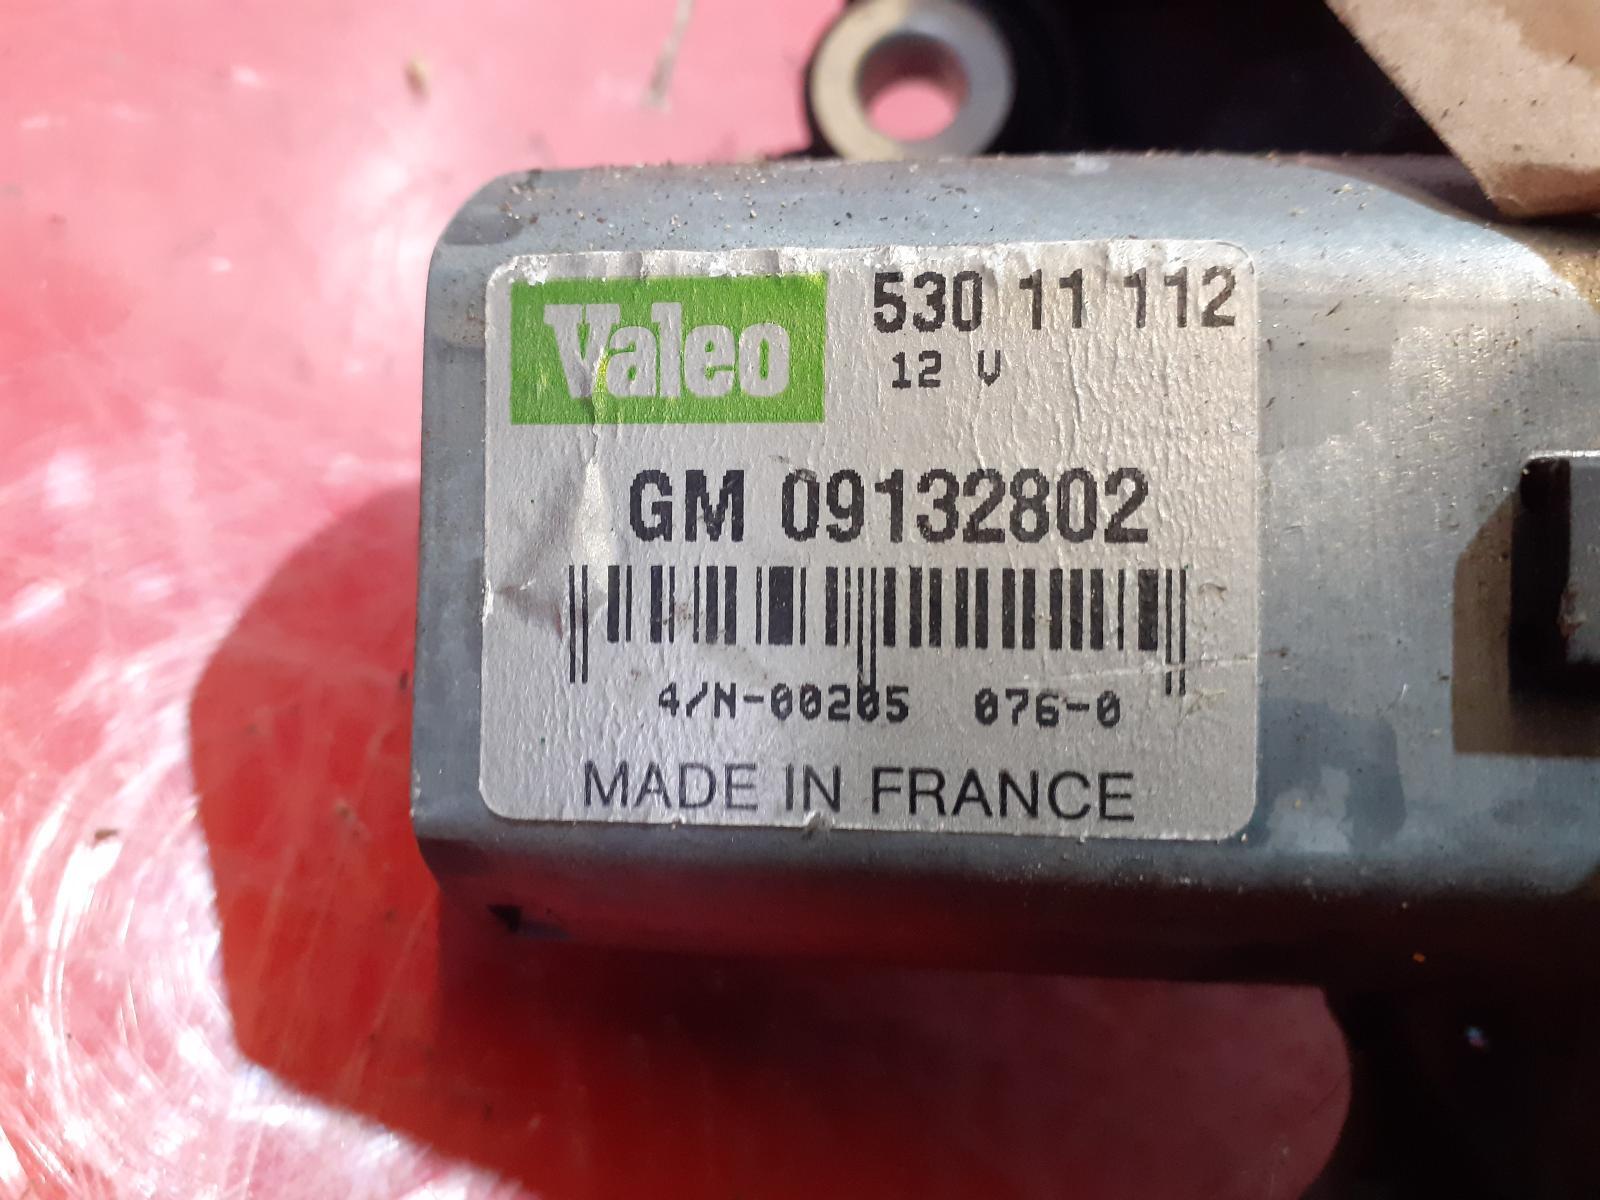 Valeo 530 11 112
12 V
GM 09132802
4/N-00205 076-0
MADE IN FRANCE